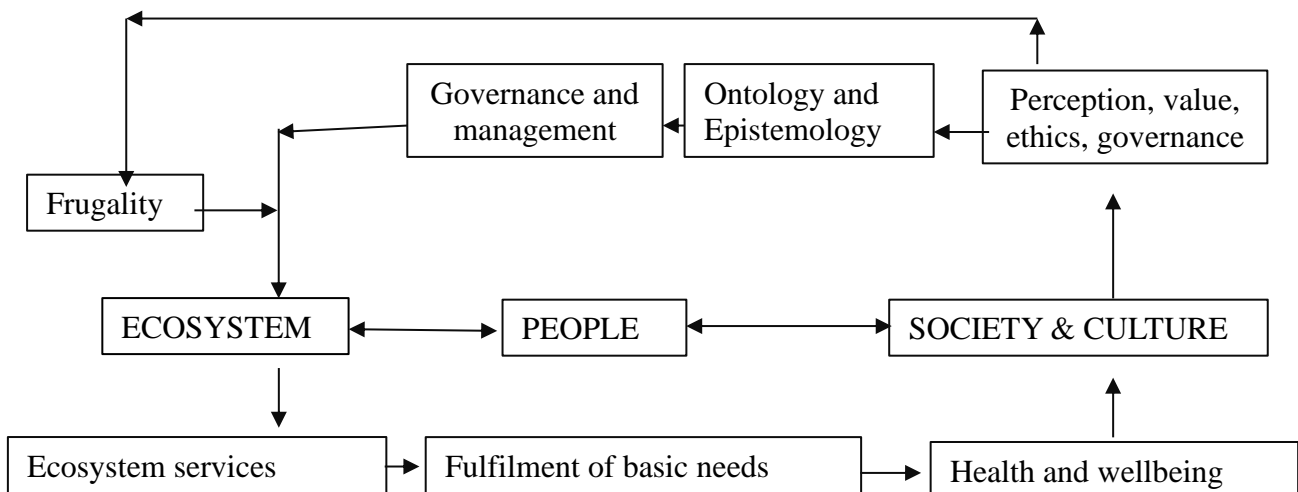 Governance and
management
Ontology and
Epistemology
Perception, value,
ethics, governance
Frugality
ECOSYSTEM
PEOPLE
SOCIETY & CULTURE
Ecosystem services
Fulfilment of basic needs
Health and wellbeing